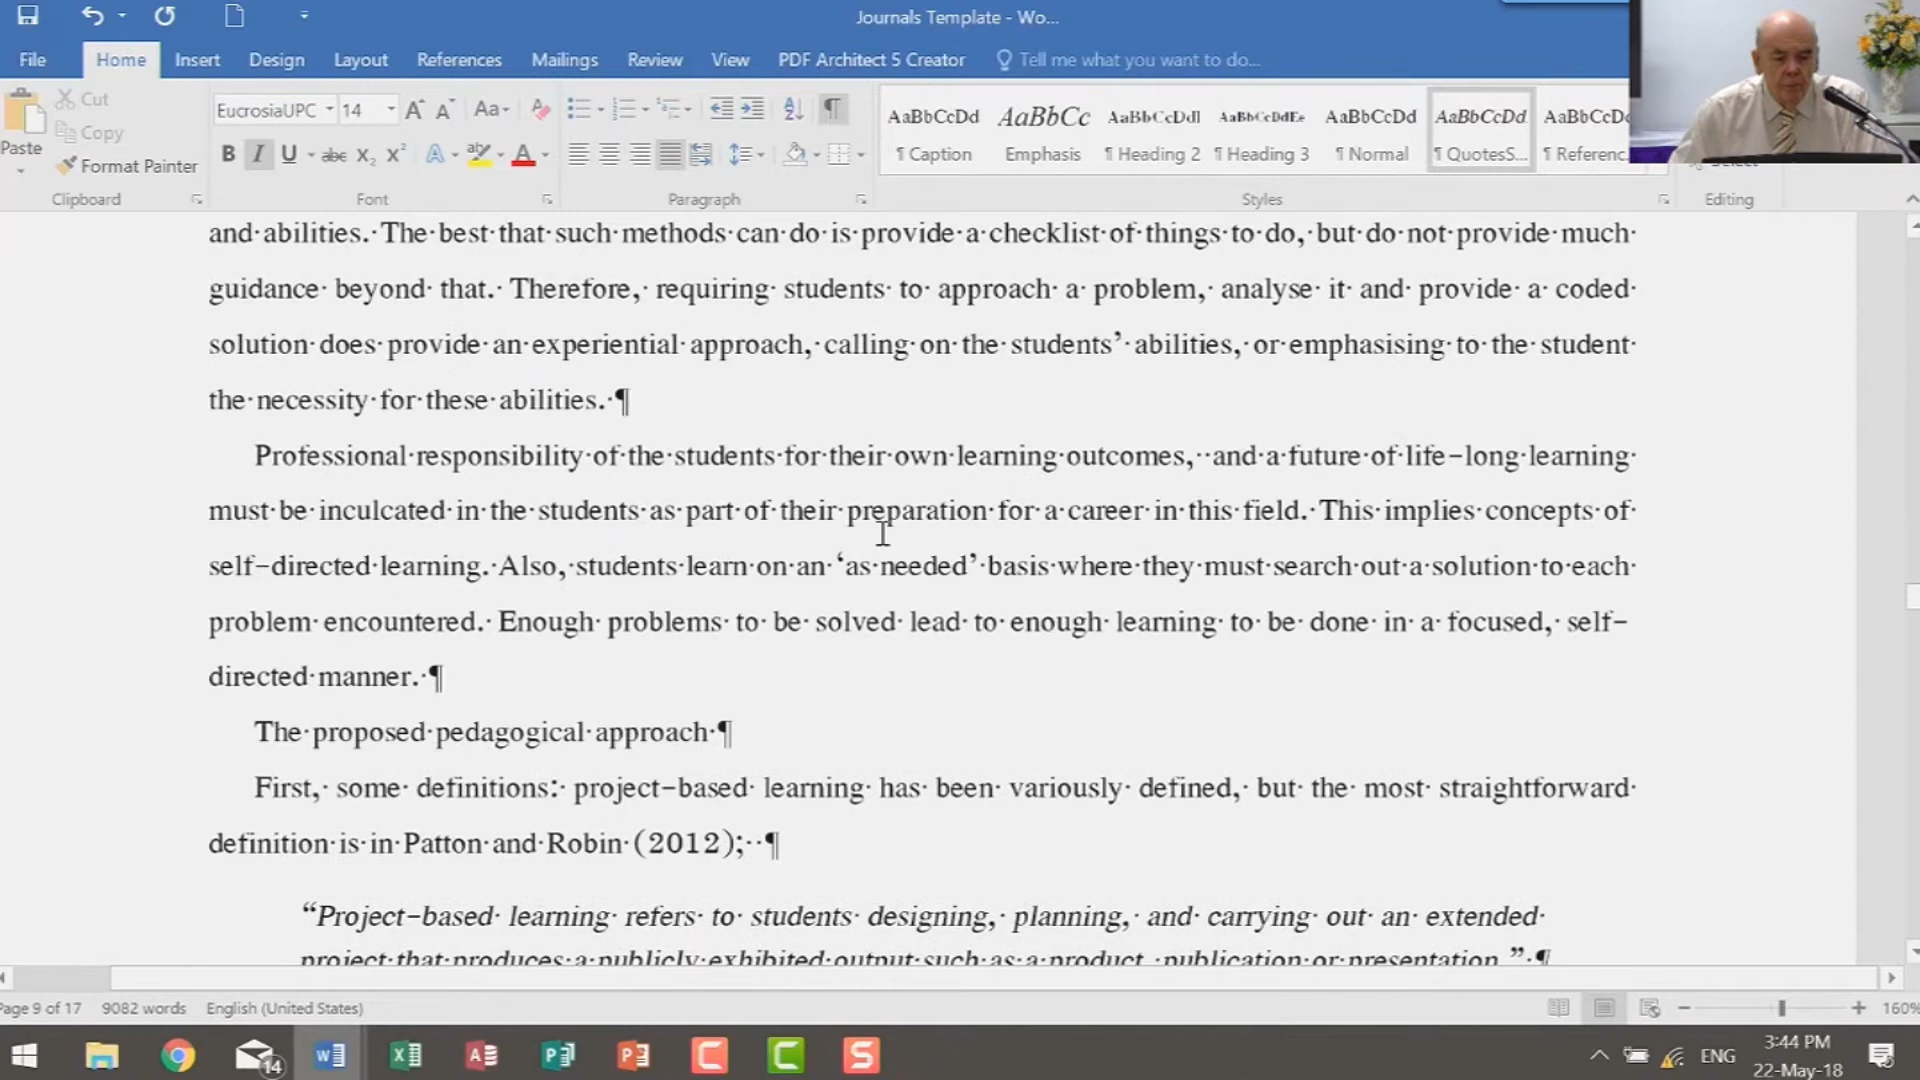 Journals Template - Wo...
File Home Insert Design Layout References Mailings Review View PDF Architect 5 Creator Tell me what you want to do...
Paste
Cut
Copy
Format Painter
Clipboard
EucrosiaUPC 14
Font
Paragraph
AaBbCcDd AaBbCc AaBbCcDdI AaBbCcDdEe AaBbCcDd AaBbCcDd AaBbCcDd
¶ Caption Emphasis ¶ Heading 2 ¶ Heading 3 ¶ Normal ¶ QuotesS... ¶ Referenc...
Styles
Editing
and abilities. The best that such methods can do is provide a checklist of things to do, but do not provide much
guidance beyond that. Therefore, requiring students to approach a problem, analyse it and provide a coded
solution does provide an experiential approach, calling on the students’ abilities, or emphasising to the student
the necessity for these abilities. ¶
Professional responsibility of the students for their own learning outcomes,  and a future of life-long learning
must be inculcated in the students as part of their preparation for a career in this field. This implies concepts of
self-directed learning. Also, students learn on an ‘as needed’ basis where they must search out a solution to each
problem encountered. Enough problems to be solved lead to enough learning to be done in a focused, self-
directed manner. ¶
The proposed pedagogical approach ¶
First, some definitions: project-based learning has been variously defined, but the most straightforward
definition is in Patton and Robin (2012);  ¶
“Project-based learning refers to students designing, planning, and carrying out an extended
project that produces a publicly exhibited output such as a product, publication or presentation.” ¶
Page 9 of 17 9082 words English (United States) 160%
14
ENG
3:44 PM
22-May-18